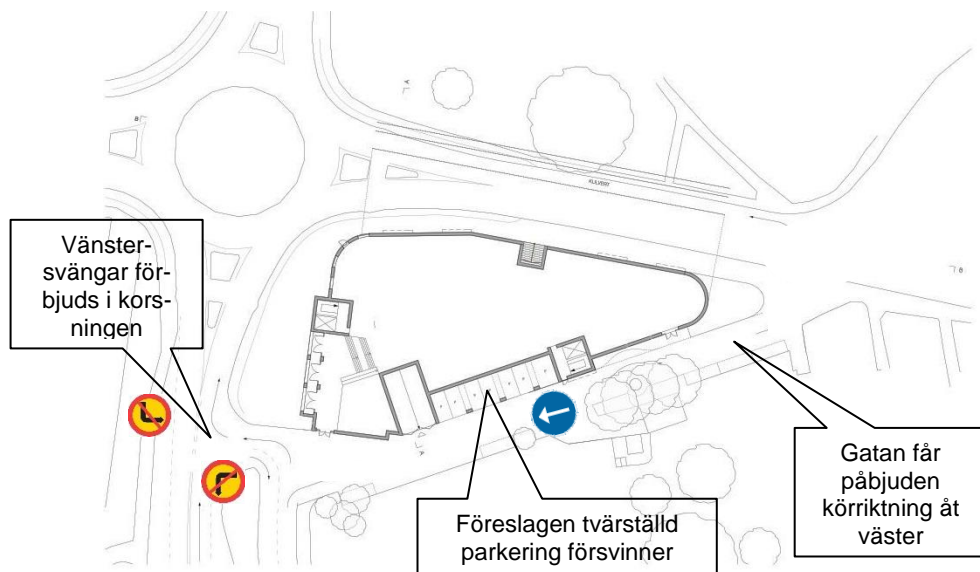 KULVERT
Vänster-
svängar för-
bjuds i kors-
ningen
Föreslagen tvärställd
parkering försvinner
Gatan får
påbjuden
körriktning åt
väster